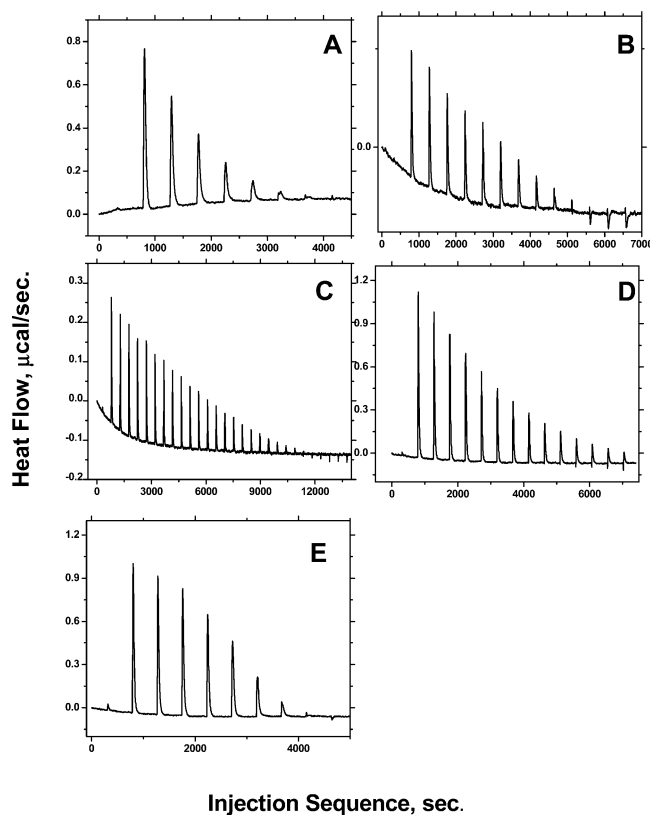 A
0.8
0.6
0.4
0.2
0.0
0 1000 2000 3000 4000
B
0.0
0 1000 2000 3000 4000 5000 6000 7000
C
0.3
0.2
0.1
0.0
-0.1
-0.2
0 3000 6000 9000 12000
D
1.2
0.9
0.6
0.3
0.0
0 2000 4000 6000
E
1.2
0.9
0.6
0.3
0.0
0 2000 4000
Heat Flow, μcal/sec.
Injection Sequence, sec.